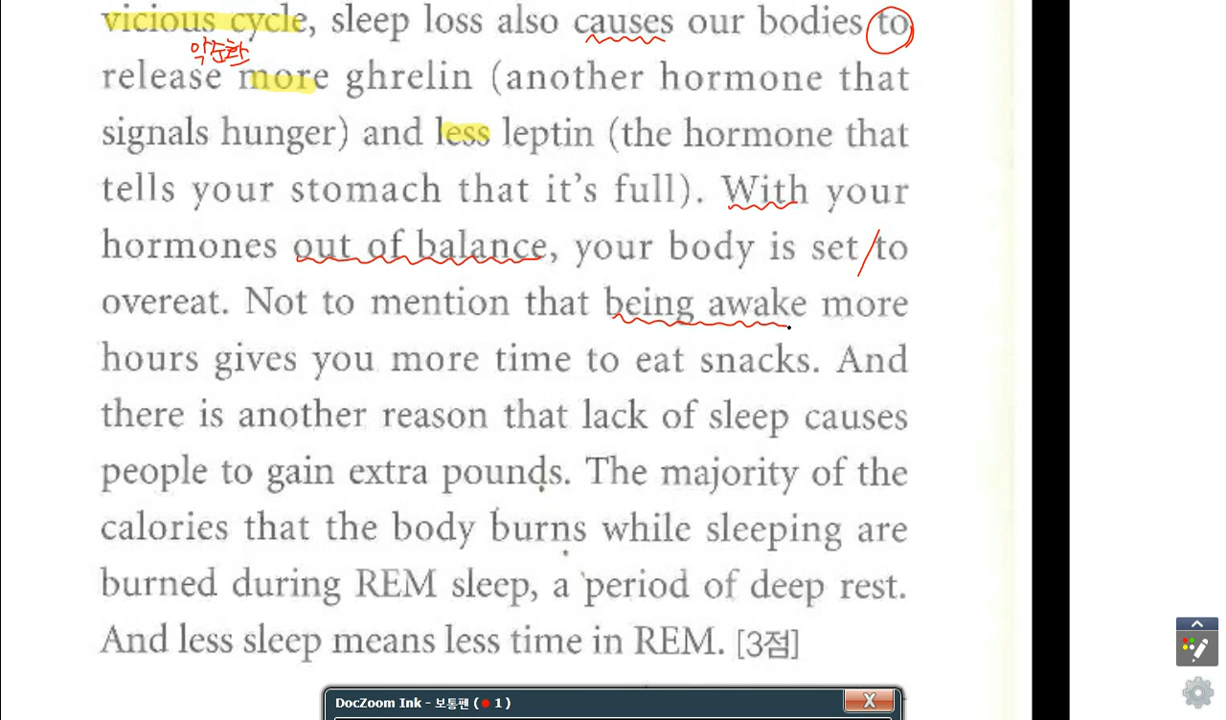 vicious cycle, sleep loss also causes our bodies to
악순환
release more ghrelin (another hormone that
signals hunger) and less leptin (the hormone that
tells your stomach that it's full). With your
hormones out of balance, your body is set to
overeat. Not to mention that being awake more
hours gives you more time to eat snacks. And
there is another reason that lack of sleep causes
people to gain extra pounds. The majority of the
calories that the body burns while sleeping are
burned during REM sleep, a period of deep rest.
And less sleep means less time in REM. [3점]
DocZoom Ink - 보통펜 ( 1 )
X